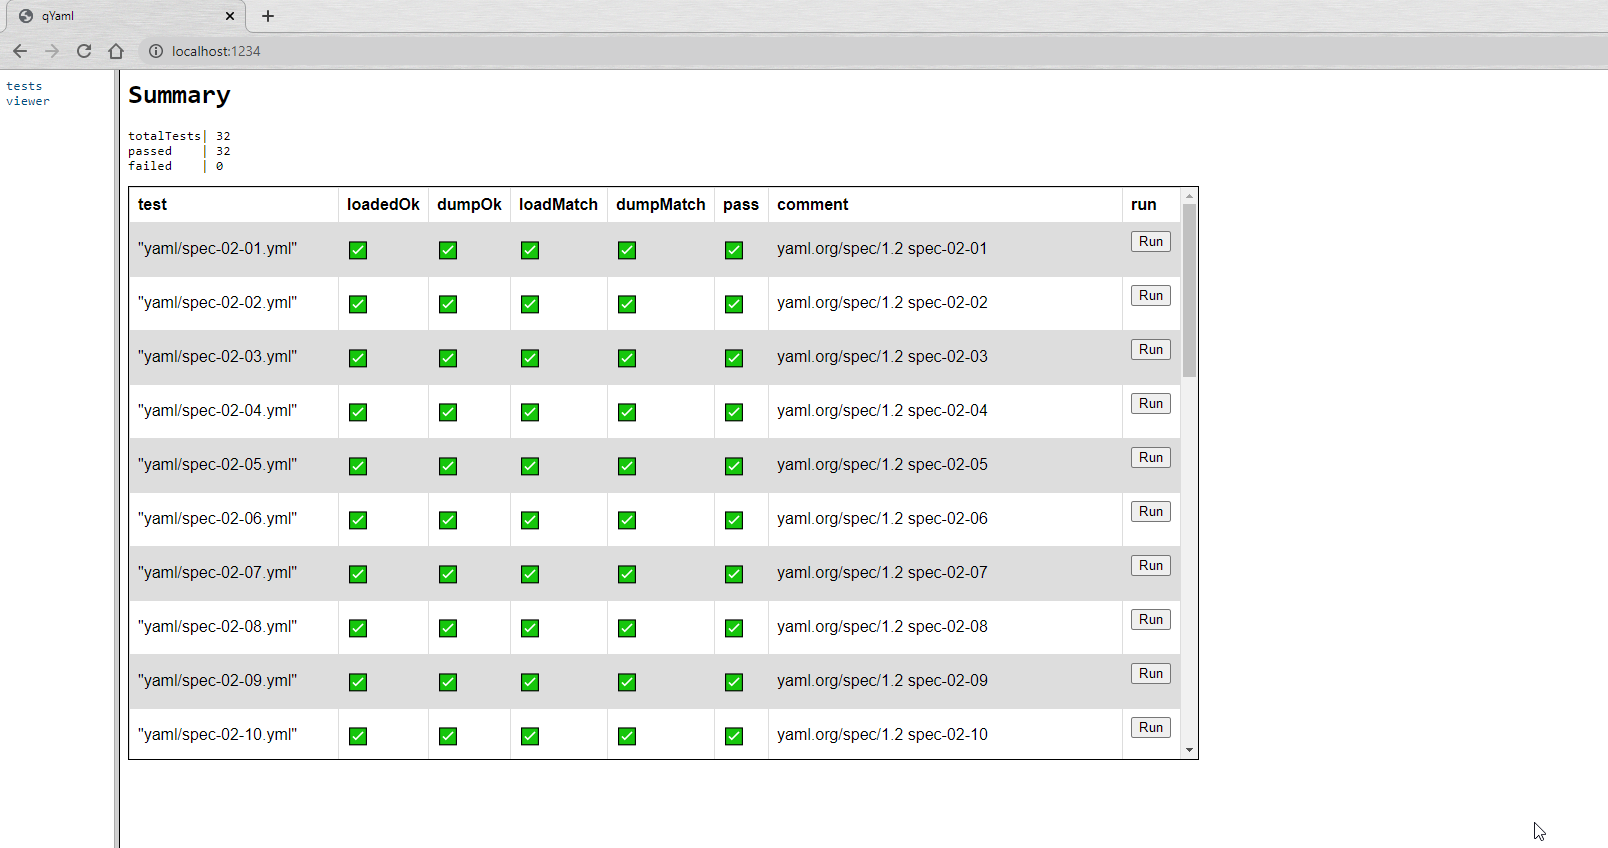 qYaml
localhost:1234
tests
viewer
Summary
totalTests| 32
passed    | 32
failed    | 0
test loadedOk dumpOk loadMatch dumpMatch pass comment run
"yaml/spec-02-01.yml" yaml.org/spec/1.2 spec-02-01 Run
"yaml/spec-02-02.yml" yaml.org/spec/1.2 spec-02-02 Run
"yaml/spec-02-03.yml" yaml.org/spec/1.2 spec-02-03 Run
"yaml/spec-02-04.yml" yaml.org/spec/1.2 spec-02-04 Run
"yaml/spec-02-05.yml" yaml.org/spec/1.2 spec-02-05 Run
"yaml/spec-02-06.yml" yaml.org/spec/1.2 spec-02-06 Run
"yaml/spec-02-07.yml" yaml.org/spec/1.2 spec-02-07 Run
"yaml/spec-02-08.yml" yaml.org/spec/1.2 spec-02-08 Run
"yaml/spec-02-09.yml" yaml.org/spec/1.2 spec-02-09 Run
"yaml/spec-02-10.yml" yaml.org/spec/1.2 spec-02-10 Run